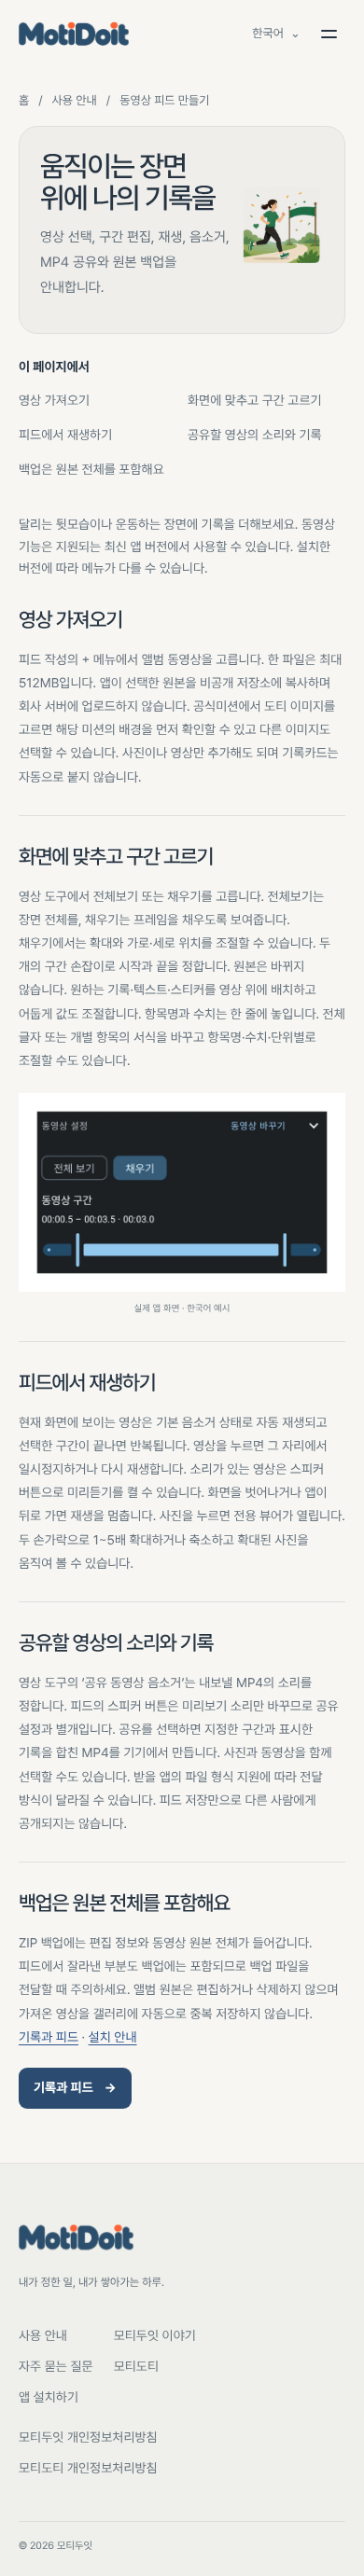 MotiDoit
한국어
홈 / 사용 안내 / 동영상 피드 만들기
움직이는 장면
위에 나의 기록을
영상 선택, 구간 편집, 재생, 음소거,
MP4 공유와 원본 백업을
안내합니다.
이 페이지에서
영상 가져오기
화면에 맞추고 구간 고르기
피드에서 재생하기
공유할 영상의 소리와 기록
백업은 원본 전체를 포함해요
달리는 뒷모습이나 운동하는 장면에 기록을 더해보세요. 동영상
기능은 지원되는 최신 앱 버전에서 사용할 수 있습니다. 설치한
버전에 따라 메뉴가 다를 수 있습니다.
영상 가져오기
피드 작성의 + 메뉴에서 앨범 동영상을 고릅니다. 한 파일은 최대
512MB입니다. 앱이 선택한 원본을 비공개 저장소에 복사하며
회사 서버에 업로드하지 않습니다. 공식미션에서 도티 이미지를
고르면 해당 미션의 배경을 먼저 확인할 수 있고 다른 이미지도
선택할 수 있습니다. 사진이나 영상만 추가해도 되며 기록카드는
자동으로 붙지 않습니다.
화면에 맞추고 구간 고르기
영상 도구에서 전체보기 또는 채우기를 고릅니다. 전체보기는
장면 전체를, 채우기는 프레임을 채우도록 보여줍니다.
채우기에서는 확대와 가로·세로 위치를 조절할 수 있습니다. 두
개의 구간 손잡이로 시작과 끝을 정합니다. 원본은 바뀌지
않습니다. 원하는 기록·텍스트·스티커를 영상 위에 배치하고
어둡게 값도 조절합니다. 항목명과 수치는 한 줄에 놓입니다. 전체
글자 또는 개별 항목의 서식을 바꾸고 항목명·수치·단위별로
조절할 수도 있습니다.
동영상 설정
동영상 바꾸기
전체 보기
채우기
동영상 구간
00:00.5 – 00:03.5 · 00:03.0
실제 앱 화면 · 한국어 예시
피드에서 재생하기
현재 화면에 보이는 영상은 기본 음소거 상태로 자동 재생되고
선택한 구간이 끝나면 반복됩니다. 영상을 누르면 그 자리에서
일시정지하거나 다시 재생합니다. 소리가 있는 영상은 스피커
버튼으로 미리듣기를 켤 수 있습니다. 화면을 벗어나거나 앱이
뒤로 가면 재생을 멈춥니다. 사진을 누르면 전용 뷰어가 열립니다.
두 손가락으로 1~5배 확대하거나 축소하고 확대된 사진을
움직여 볼 수 있습니다.
공유할 영상의 소리와 기록
영상 도구의 ‘공유 동영상 음소거’는 내보낼 MP4의 소리를
정합니다. 피드의 스피커 버튼은 미리보기 소리만 바꾸므로 공유
설정과 별개입니다. 공유를 선택하면 지정한 구간과 표시한
기록을 합친 MP4를 기기에서 만듭니다. 사진과 동영상을 함께
선택할 수도 있습니다. 받을 앱의 파일 형식 지원에 따라 전달
방식이 달라질 수 있습니다. 피드 저장만으로 다른 사람에게
공개되지는 않습니다.
백업은 원본 전체를 포함해요
ZIP 백업에는 편집 정보와 동영상 원본 전체가 들어갑니다.
피드에서 잘라낸 부분도 백업에는 포함되므로 백업 파일을
전달할 때 주의하세요. 앨범 원본은 편집하거나 삭제하지 않으며
가져온 영상을 갤러리에 자동으로 중복 저장하지 않습니다.
기록과 피드 · 설치 안내
기록과 피드 →
MotiDoit
내가 정한 일, 내가 쌓아가는 하루.
사용 안내
모티두잇 이야기
자주 묻는 질문
모티도티
앱 설치하기
모티두잇 개인정보처리방침
모티도티 개인정보처리방침
© 2026 모티두잇